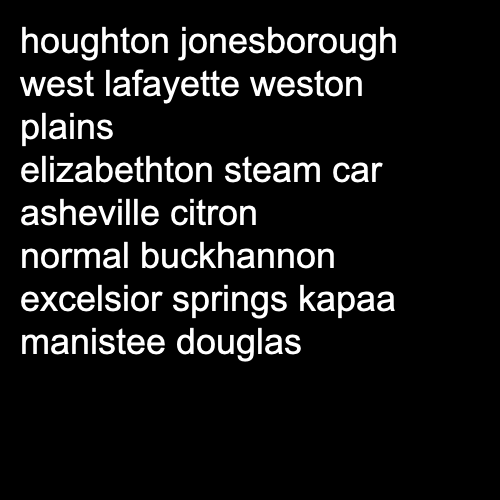 houghton jonesborough
west lafayette weston
plains
elizabethton steam car
asheville citron
normal buckhannon
excelsior springs kapaa
manistee douglas